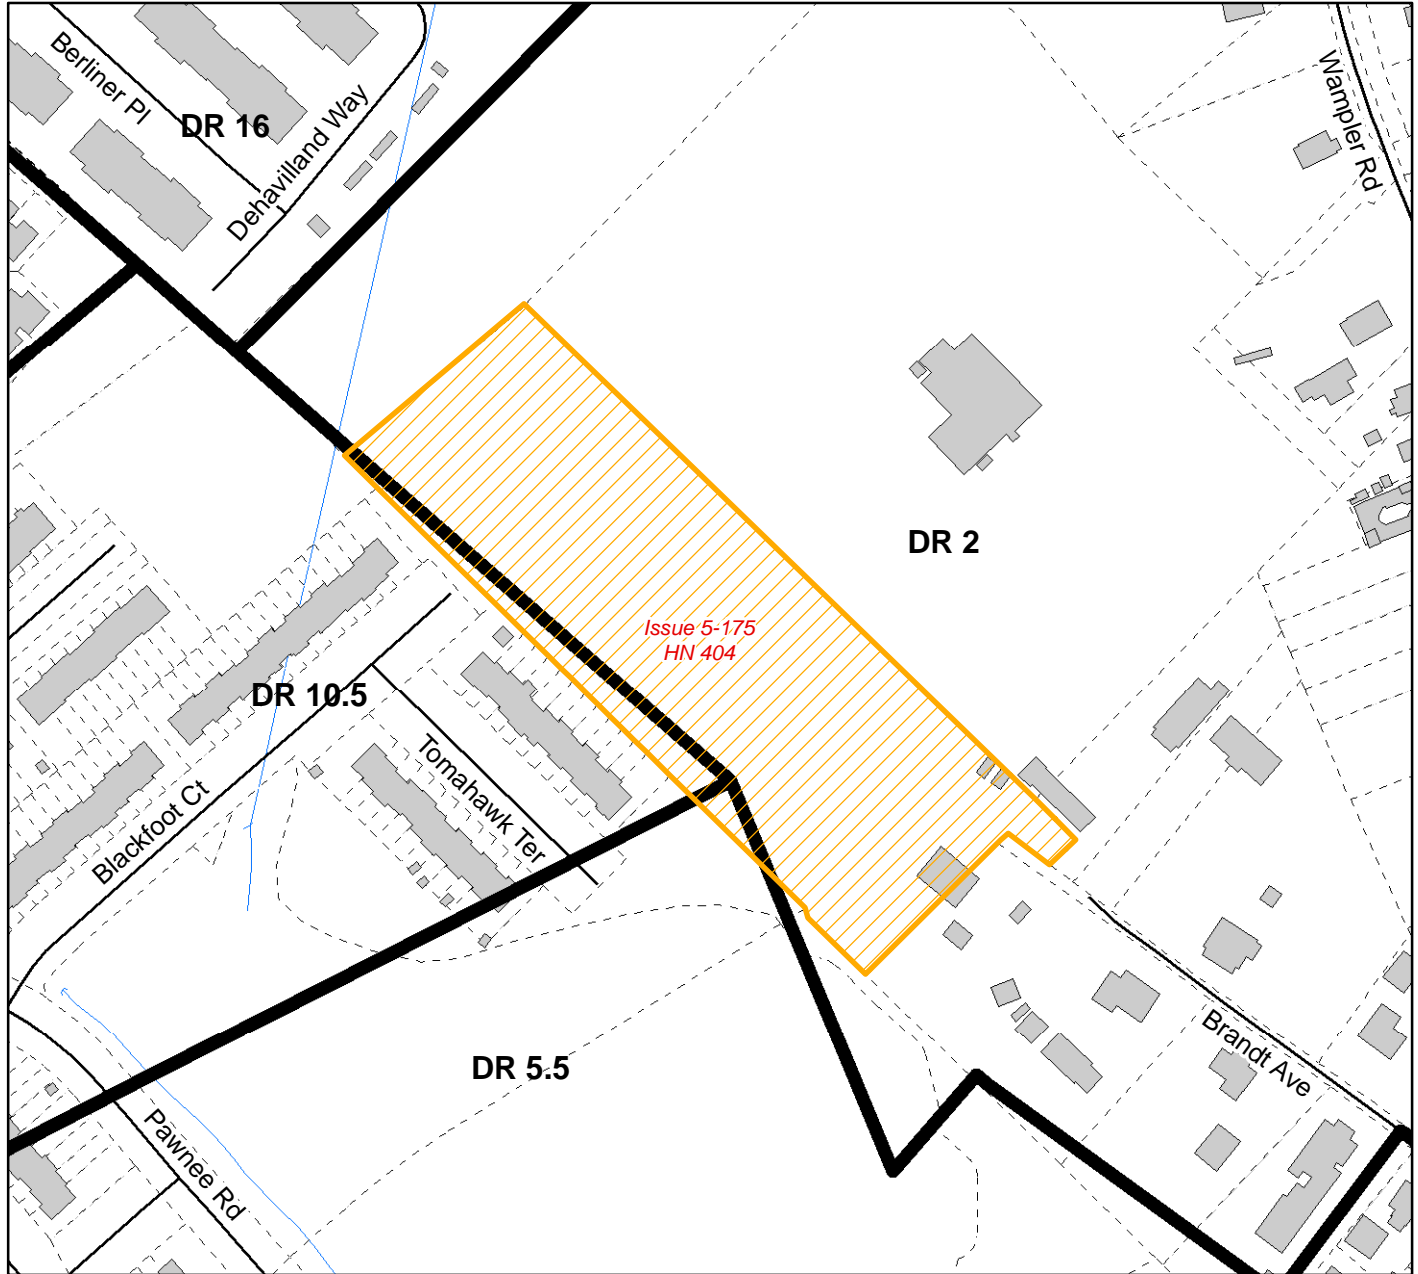 Berliner Pl
DR 16
Dehavilland Way
Wampler Rd
DR 2
Issue 5-175
HN 404
DR 10.5
Tomahawk Ter
Blackfoot Ct
DR 5.5
Brandt Ave
Pawnee Rd